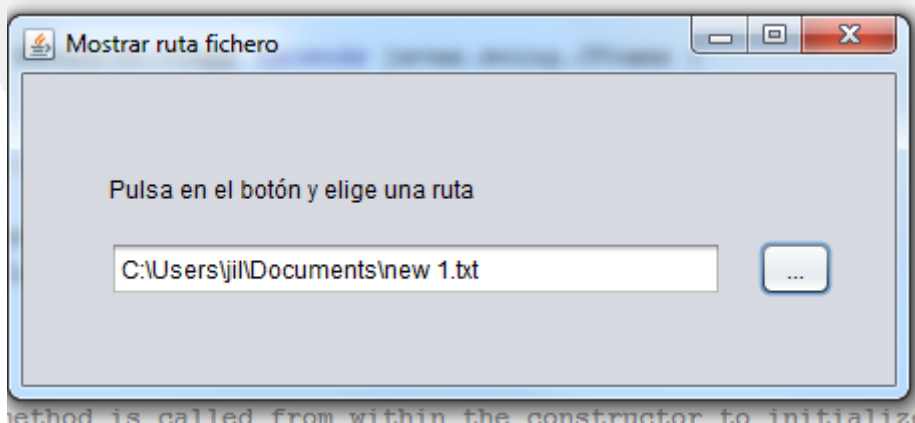 Mostrar ruta fichero
Pulsa en el botón y elige una ruta
C:\Users\jil\Documents\new 1.txt
...
method is called from within the constructor to initialize